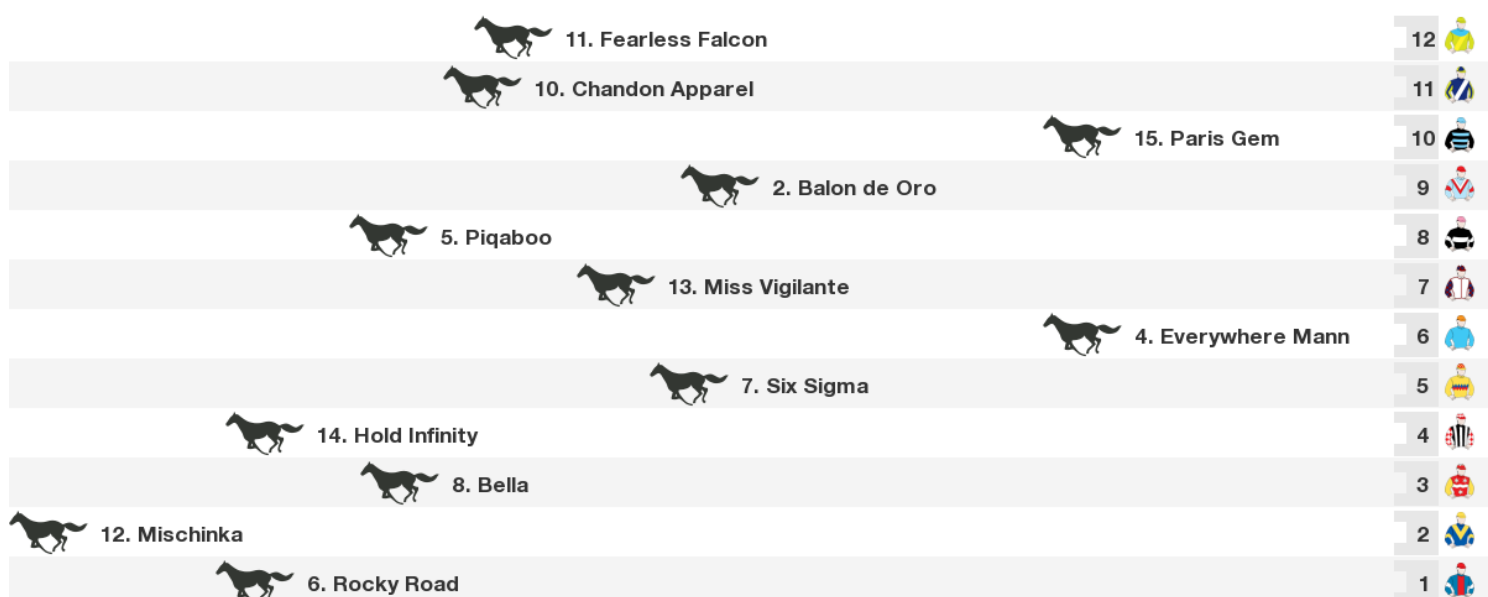 11. Fearless Falcon 12
10. Chandon Apparel 11
15. Paris Gem 10
2. Balon de Oro 9
5. Piqaboo 8
13. Miss Vigilante 7
4. Everywhere Mann 6
7. Six Sigma 5
14. Hold Infinity 4
8. Bella 3
12. Mischinka 2
6. Rocky Road 1